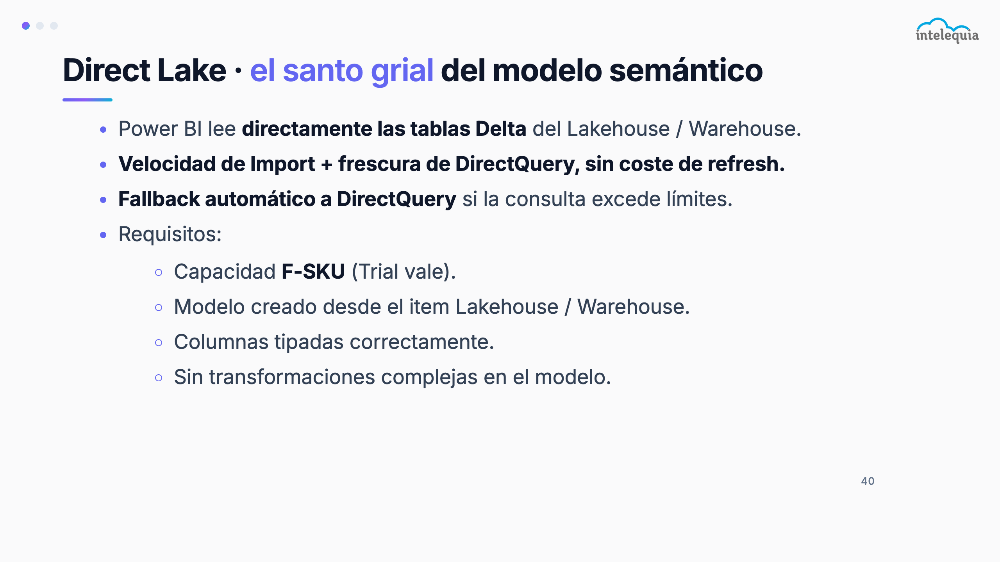 intelequia
Direct Lake · el santo grial del modelo semántico
• Power BI lee directamente las tablas Delta del Lakehouse / Warehouse.
• Velocidad de Import + frescura de DirectQuery, sin coste de refresh.
• Fallback automático a DirectQuery si la consulta excede límites.
• Requisitos:
○ Capacidad F-SKU (Trial vale).
○ Modelo creado desde el item Lakehouse / Warehouse.
○ Columnas tipadas correctamente.
○ Sin transformaciones complejas en el modelo.
40